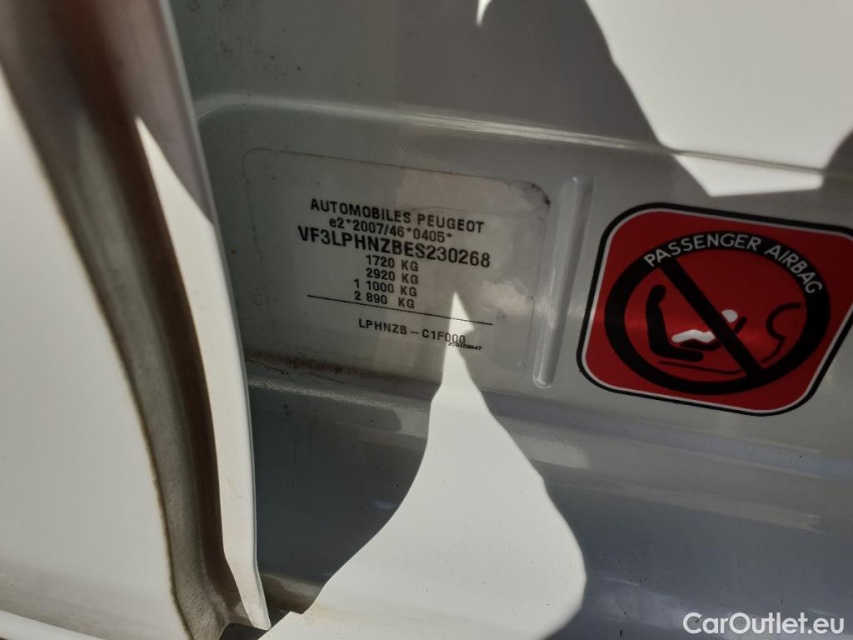 AUTOMOBILES PEUGEOT
e2*2007/46*0405*
VF3LPHNZBES230268
1720 KG
2920 KG
1 1000 KG
2 890 KG
LPHNZB-C1F000
PASSENGER AIRBAG
CarOutlet.eu